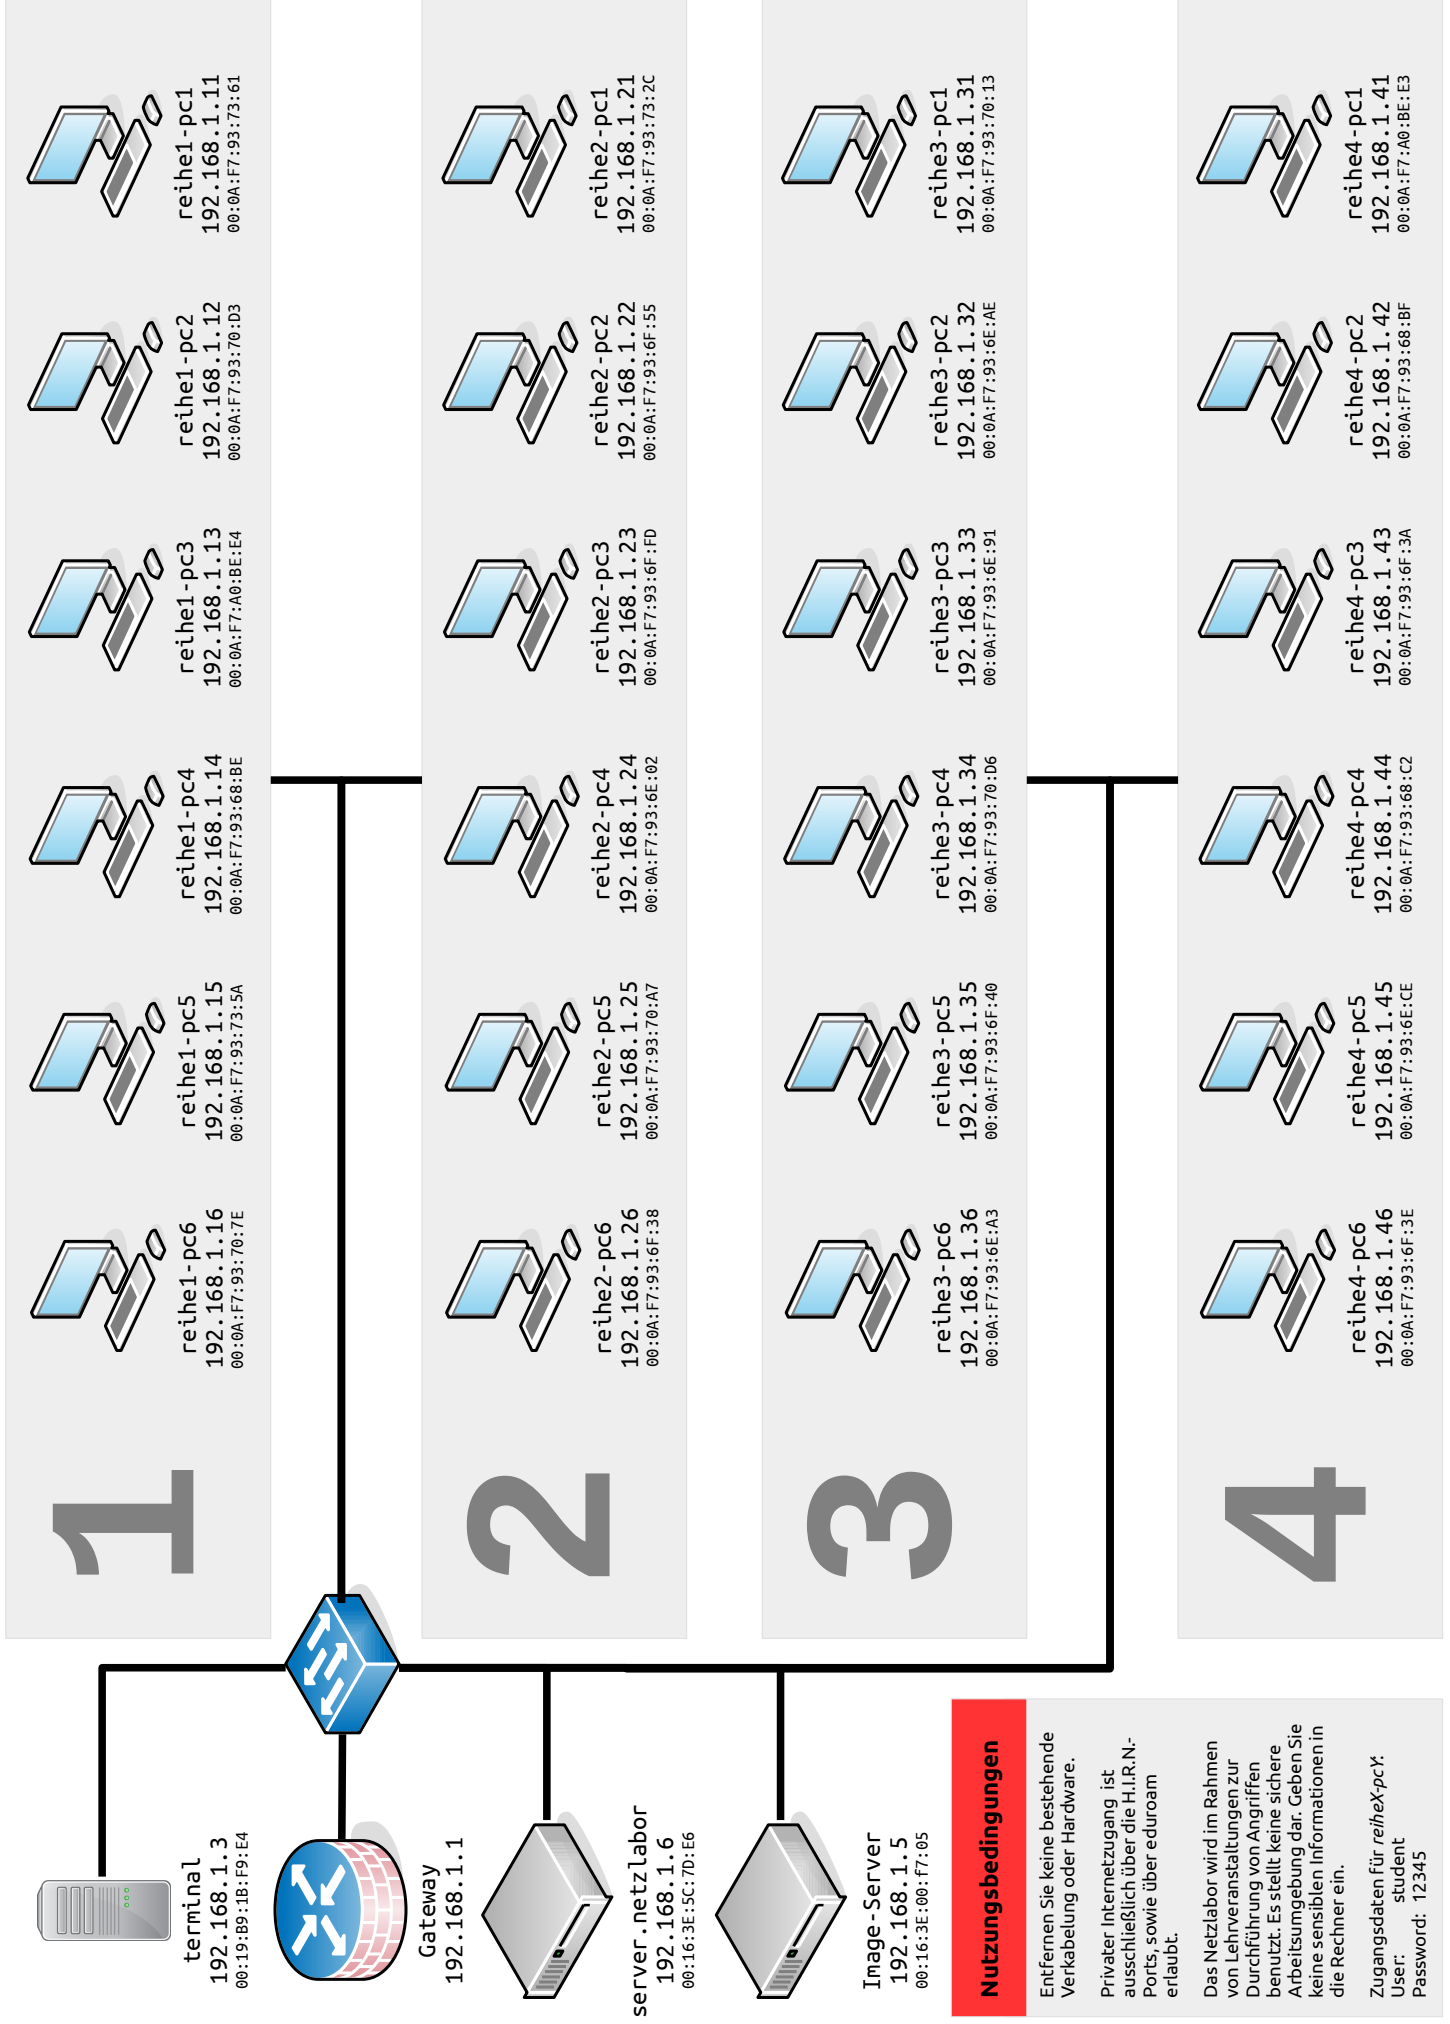 terminal
192.168.1.3
00:19:B9:1B:F9:E4
Gateway
192.168.1.1
server.netzlabor
192.168.1.6
00:16:3E:5C:7D:E6
Image-Server
192.168.1.5
00:16:3E:00:f7:05
Nutzungsbedingungen
Entfernen Sie keine bestehende
Verkabelung oder Hardware.
Privater Internetzugang ist
ausschließlich über die H.I.R.N.-
Ports, sowie über eduroam
erlaubt.
Das Netzlabor wird im Rahmen
von Lehrveranstaltungen zur
Durchführung von Angriffen
benutzt. Es stellt keine sichere
Arbeitsumgebung dar. Geben Sie
keine sensiblen Informationen in
die Rechner ein.
Zugangsdaten für reiheX-pcY:
User: student
Password: 12345
1
reihe1-pc6
192.168.1.16
00:0A:F7:93:70:7E
reihe1-pc5
192.168.1.15
00:0A:F7:93:73:5A
reihe1-pc4
192.168.1.14
00:0A:F7:93:68:BE
reihe1-pc3
192.168.1.13
00:0A:F7:A0:BE:E4
reihe1-pc2
192.168.1.12
00:0A:F7:93:70:D3
reihe1-pc1
192.168.1.11
00:0A:F7:93:73:61
2
reihe2-pc6
192.168.1.26
00:0A:F7:93:6F:38
reihe2-pc5
192.168.1.25
00:0A:F7:93:70:A7
reihe2-pc4
192.168.1.24
00:0A:F7:93:6E:02
reihe2-pc3
192.168.1.23
00:0A:F7:93:6F:FD
reihe2-pc2
192.168.1.22
00:0A:F7:93:6F:55
reihe2-pc1
192.168.1.21
00:0A:F7:93:73:2C
3
reihe3-pc6
192.168.1.36
00:0A:F7:93:6E:A3
reihe3-pc5
192.168.1.35
00:0A:F7:93:6F:40
reihe3-pc4
192.168.1.34
00:0A:F7:93:70:D6
reihe3-pc3
192.168.1.33
00:0A:F7:93:6E:91
reihe3-pc2
192.168.1.32
00:0A:F7:93:6E:AE
reihe3-pc1
192.168.1.31
00:0A:F7:93:70:13
4
reihe4-pc6
192.168.1.46
00:0A:F7:93:6F:3E
reihe4-pc5
192.168.1.45
00:0A:F7:93:6E:CE
reihe4-pc4
192.168.1.44
00:0A:F7:93:68:C2
reihe4-pc3
192.168.1.43
00:0A:F7:93:6F:3A
reihe4-pc2
192.168.1.42
00:0A:F7:93:68:BF
reihe4-pc1
192.168.1.41
00:0A:F7:A0:BE:E3